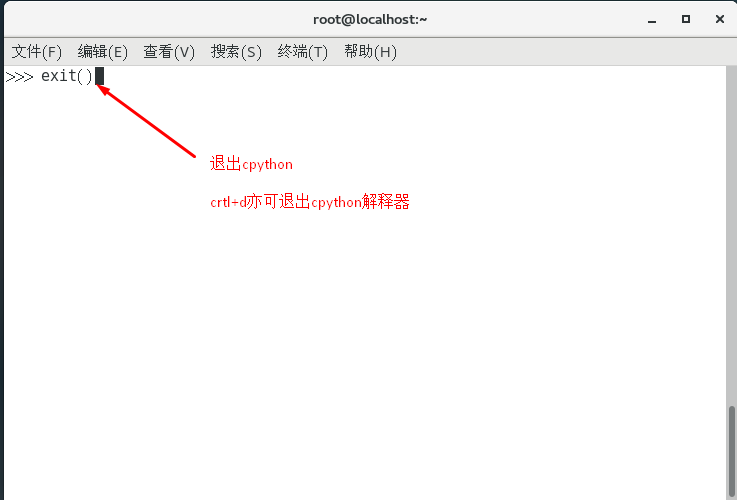 root@localhost:~
文件(F) 编辑(E) 查看(V) 搜索(S) 终端(T) 帮助(H)
>>> exit()
退出cpython
crtl+d亦可退出cpython解释器